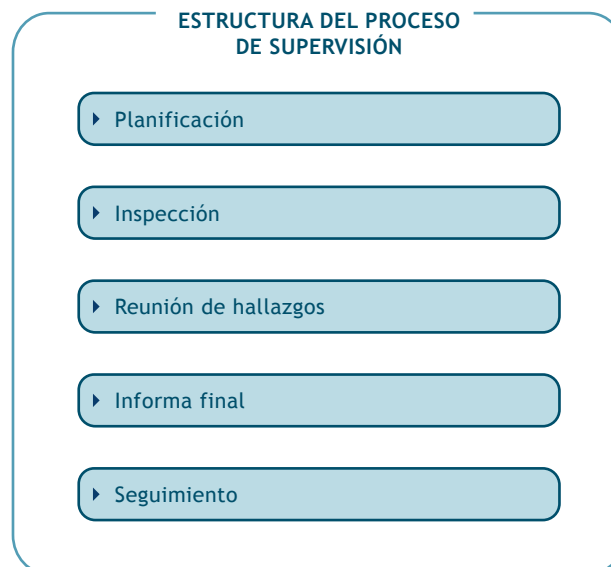 ESTRUCTURA DEL PROCESO
DE SUPERVISIÓN
Planificación
Inspección
Reunión de hallazgos
Informa final
Seguimiento